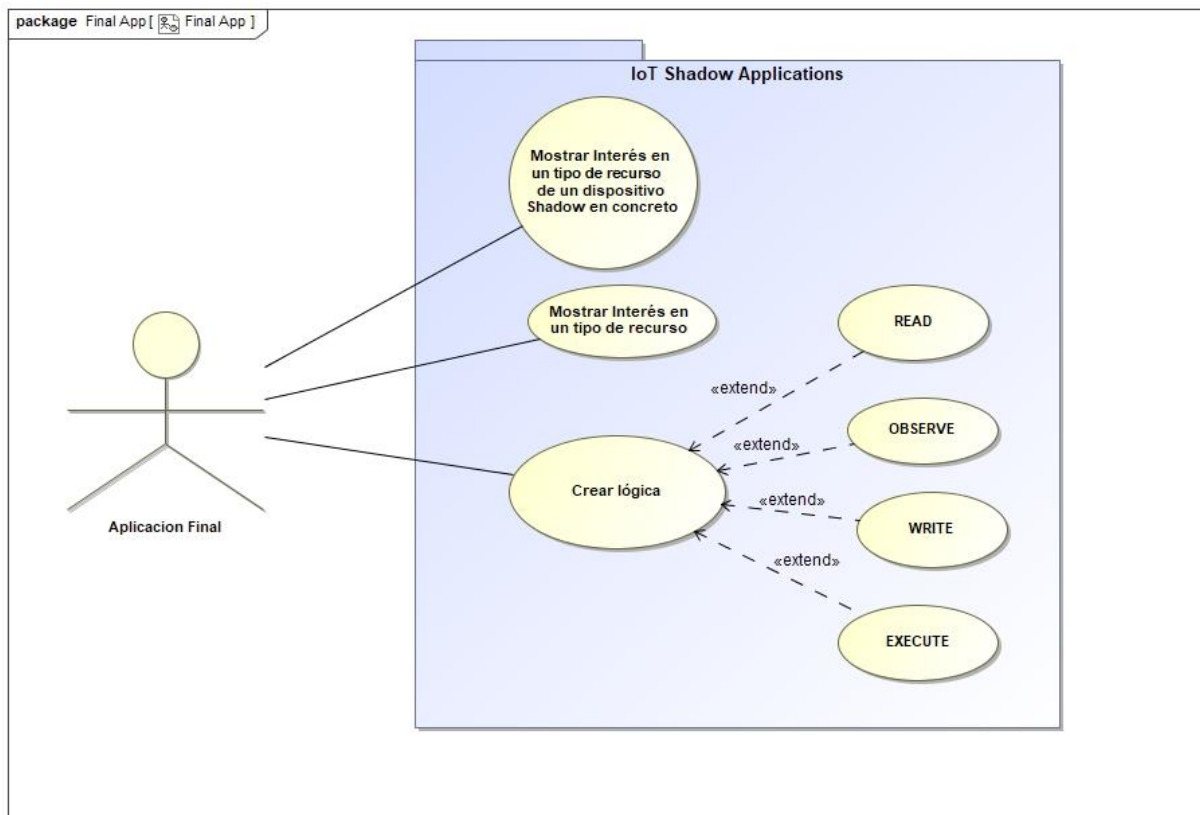 package Final App [ Final App ]
IoT Shadow Applications
Mostrar Interés en
un tipo de recurso
de un dispositivo
Shadow en concreto
Mostrar Interés en
un tipo de recurso
READ
«extend»
OBSERVE
«extend»
Crear lógica
«extend»
WRITE
«extend»
EXECUTE
Aplicacion Final